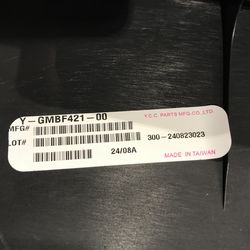 Y-GMBF421-00
Y.C.C. PARTS MFG.CO.,LTD.
MFG#
LOT#
300-240823023
24/08A
MADE IN TAIWAN